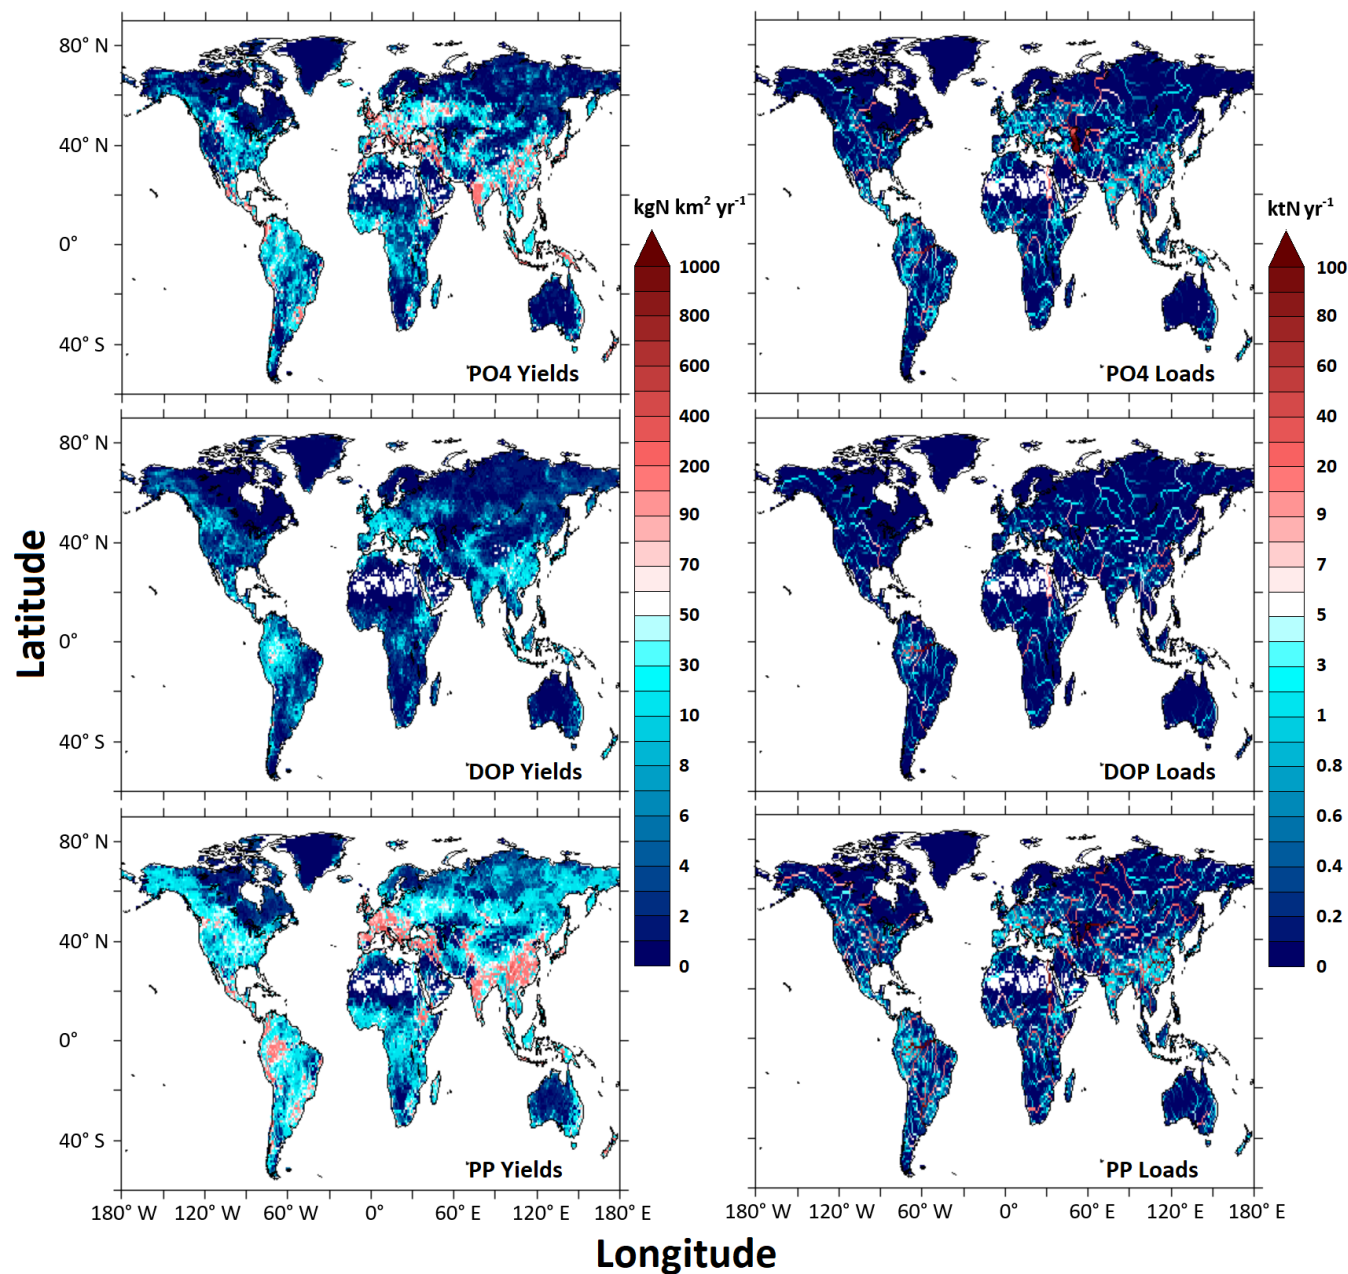 80° N
40° N
0°
40° S
PO4 Yields
kgN km² yr⁻¹
1000
800
600
400
200
90
70
50
30
10
8
6
4
2
0
PO4 Loads
ktN yr⁻¹
100
80
60
40
20
9
7
5
3
1
0.8
0.6
0.4
0.2
0
Latitude
80° N
40° N
0°
40° S
DOP Yields
DOP Loads
80° N
40° N
0°
40° S
PP Yields
PP Loads
180° W 120° W 60° W 0° 60° E 120° E 180° E
180° W 120° W 60° W 0° 60° E 120° E 180° E
Longitude